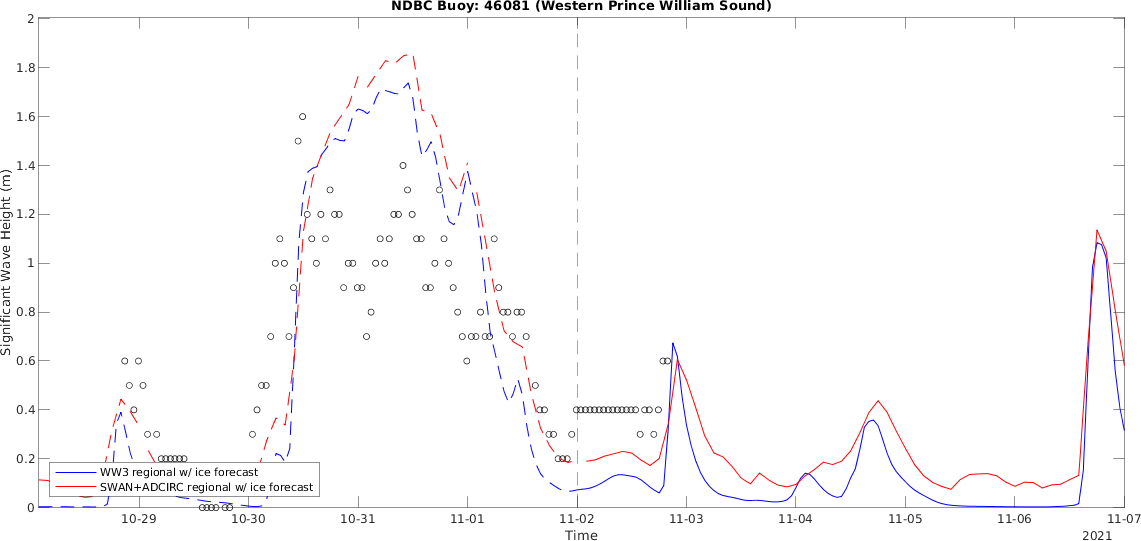 NDBC Buoy: 46081 (Western Prince William Sound)
2
1.8
1.6
1.4
1.2
1
0.8
0.6
0.4
0.2
0
Significant Wave Height (m)
WW3 regional w/ ice forecast
SWAN+ADCIRC regional w/ ice forecast
10-29 10-30 10-31 11-01 11-02 11-03 11-04 11-05 11-06 11-07
Time
2021